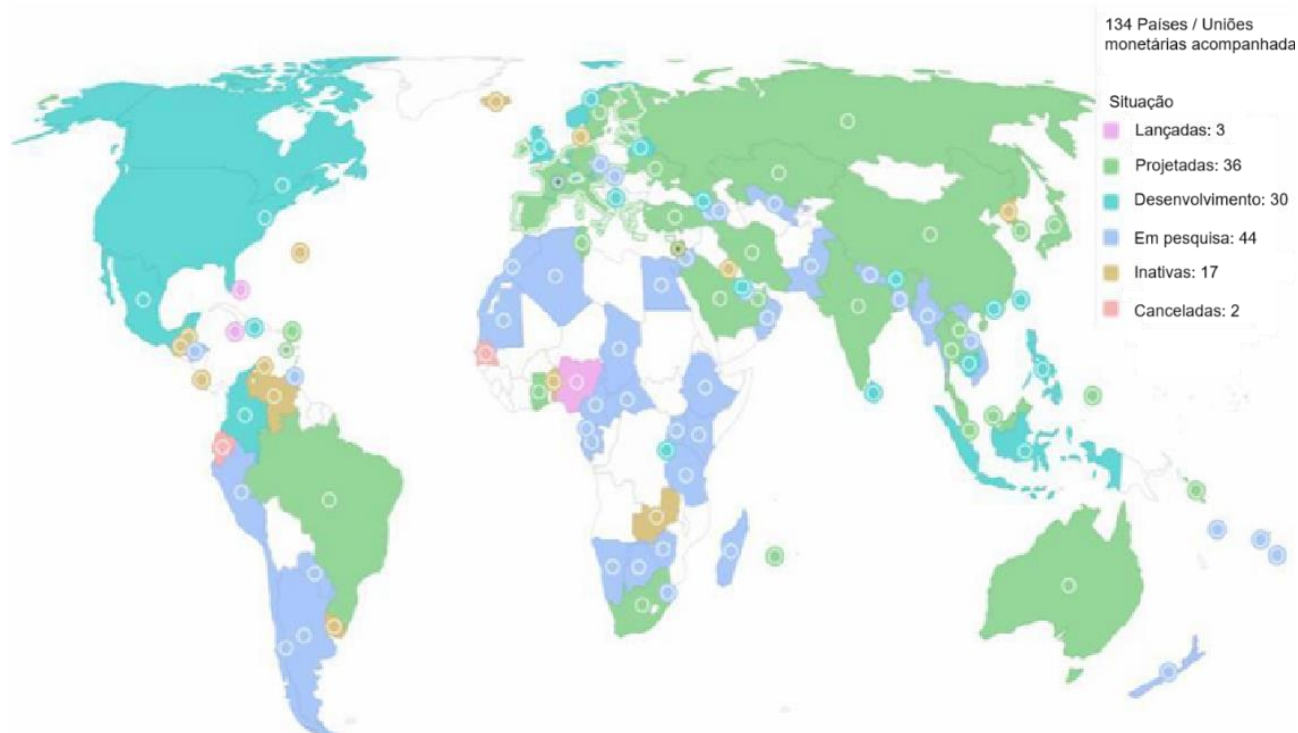 134 Países / Uniões
monetárias acompanhada
Situação
Lançadas: 3
Projetadas: 36
Desenvolvimento: 30
Em pesquisa: 44
Inativas: 17
Canceladas: 2